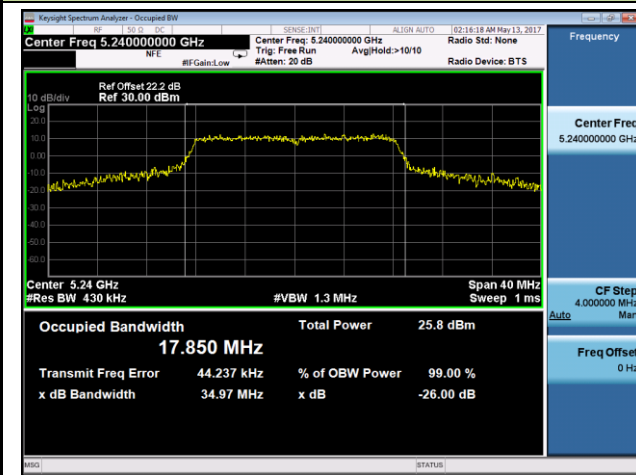 Keysight Spectrum Analyzer - Occupied BW
RF 50 Ω DC SENSE:INT ALIGN AUTO 02:16:18 AM May 13, 2017
Center Freq 5.240000000 GHz
Center Freq: 5.240000000 GHz
Radio Std: None
NFE
Trig: Free Run Avg|Hold:>10/10
#IFGain:Low
#Atten: 20 dB
Radio Device: BTS
Frequency
Ref Offset 22.2 dB
10 dB/div Ref 30.00 dBm
Log
20.0
10.0
0.00
-10.0
-20.0
-30.0
-40.0
-50.0
-60.0
Center 5.24 GHz Span 40 MHz
#Res BW 430 kHz #VBW 1.3 MHz Sweep 1 ms
Occupied Bandwidth Total Power 25.8 dBm
17.850 MHz
Transmit Freq Error 44.237 kHz % of OBW Power 99.00 %
x dB Bandwidth 34.97 MHz x dB -26.00 dB
Center Freq
5.240000000 GHz
CF Step
4.000000 MHz
Auto Man
Freq Offset
0 Hz
MSG STATUS